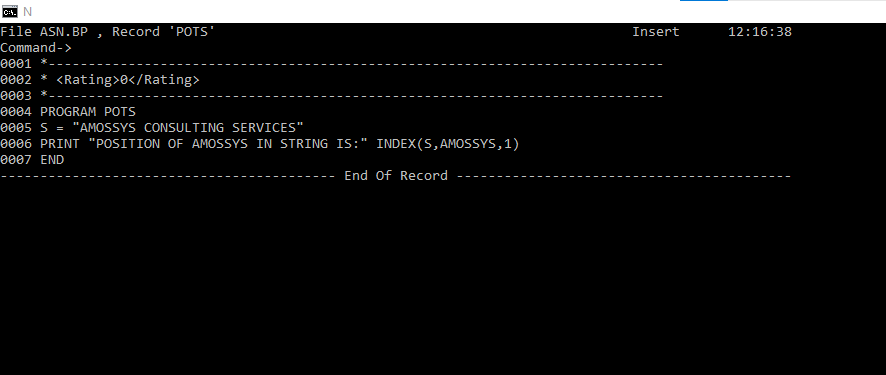 C:\. N
File ASN.BP , Record 'POTS' Insert 12:16:38
Command->
0001 *-----------------------------------------------------------------------------
0002 * <Rating>0</Rating>
0003 *-----------------------------------------------------------------------------
0004 PROGRAM POTS
0005 S = "AMOSSYS CONSULTING SERVICES"
0006 PRINT "POSITION OF AMOSSYS IN STRING IS:" INDEX(S,AMOSSYS,1)
0007 END
------------------------------------------ End Of Record ------------------------------------------